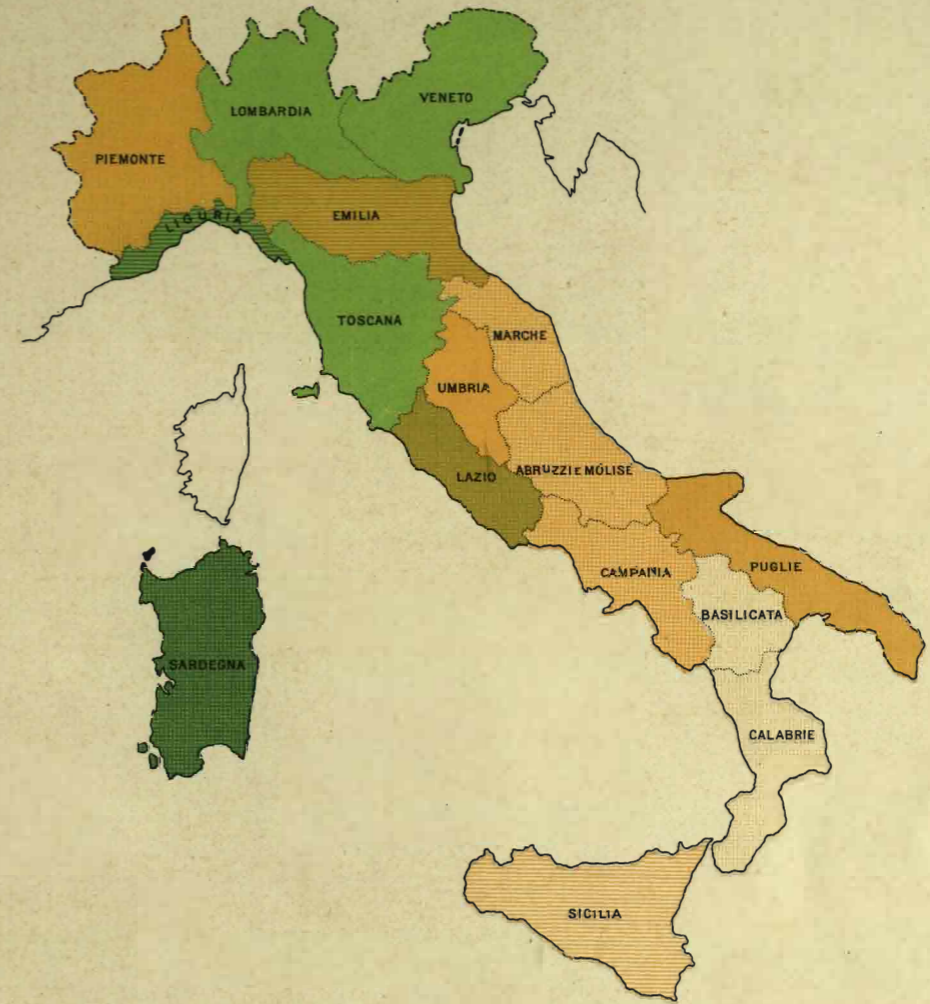 LOMBARDIA
VENETO
PIEMONTE
LIGURIA
EMILIA
TOSCANA
MARCHE
UMBRIA
LAZIO
ABRUZZI E MOLISE
CAMPANIA
PUGLIE
BASILICATA
SARDEGNA
CALABRIE
SICILIA